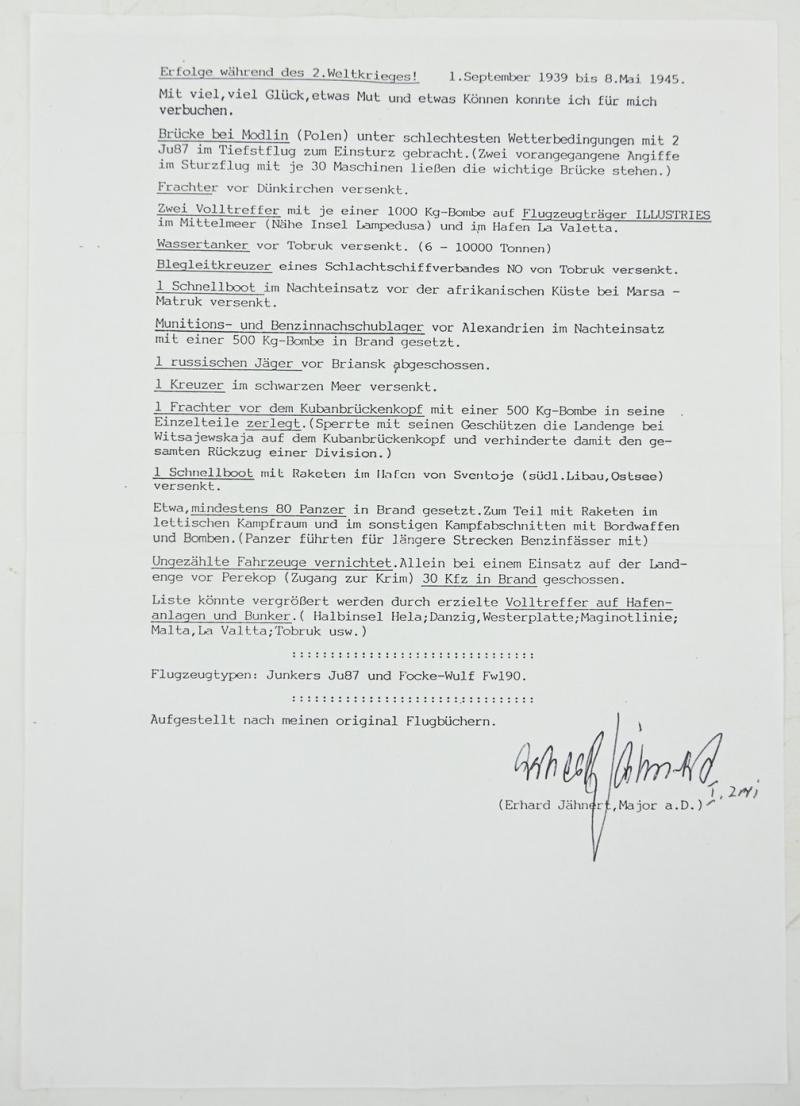 Erfolge während des 2.Weltkrieges! 1.September 1939 bis 8.Mai 1945.
Mit viel,viel Glück,etwas Mut und etwas Können konnte ich für mich
verbuchen.
Brücke bei Modlin (Polen) unter schlechtesten Wetterbedingungen mit 2
Ju87 im Tiefstflug zum Einsturz gebracht.(Zwei vorangegangene Angiffe
im Sturzflug mit je 30 Maschinen ließen die wichtige Brücke stehen.)
Frachter vor Dünkirchen versenkt.
Zwei Volltreffer mit je einer 1000 Kg-Bombe auf Flugzeugträger ILLUSTRIES
im Mittelmeer (Nähe Insel Lampedusa) und im Hafen La Valetta.
Wassertanker vor Tobruk versenkt. (6 - 10000 Tonnen)
Blegleitkreuzer eines Schlachtschiffverbandes NO von Tobruk versenkt.
1 Schnellboot im Nachteinsatz vor der afrikanischen Küste bei Marsa -
Matruk versenkt.
Munitions- und Benzinnachschublager vor Alexandrien im Nachteinsatz
mit einer 500 Kg-Bombe in Brand gesetzt.
1 russischen Jäger vor Briansk abgeschossen.
1 Kreuzer im schwarzen Meer versenkt.
1 Frachter vor dem Kubanbrückenkopf mit einer 500 Kg-Bombe in seine
Einzelteile zerlegt.(Sperrte mit seinen Geschützen die Landenge bei
Witsajewskaja auf dem Kubanbrückenkopf und verhinderte damit den ge-
samten Rückzug einer Division.)
1 Schnellboot mit Raketen im Hafen von Sventoje (südl.Libau,Ostsee)
versenkt.
Etwa,mindestens 80 Panzer in Brand gesetzt.Zum Teil mit Raketen im
lettischen Kampfraum und im sonstigen Kampfabschnitten mit Bordwaffen
und Bomben.(Panzer führten für längere Strecken Benzinfässer mit)
Ungezählte Fahrzeuge vernichtet.Allein bei einem Einsatz auf der Land-
enge vor Perekop (Zugang zur Krim) 30 Kfz in Brand geschossen.
Liste könnte vergrößert werden durch erzielte Volltreffer auf Hafen-
anlagen und Bunker.( Halbinsel Hela;Danzig,Westerplatte;Maginotlinie;
Malta,La Valtta;Tobruk usw.)
::::::::::::::::::::::::::::::::
Flugzeugtypen: Junkers Ju87 und Focke-Wulf Fw190.
::::::::::::::::::::::::::::::::
Aufgestellt nach meinen original Flugbüchern.
Erhard Jähnert
(Erhard Jähnert,Major a.D.)